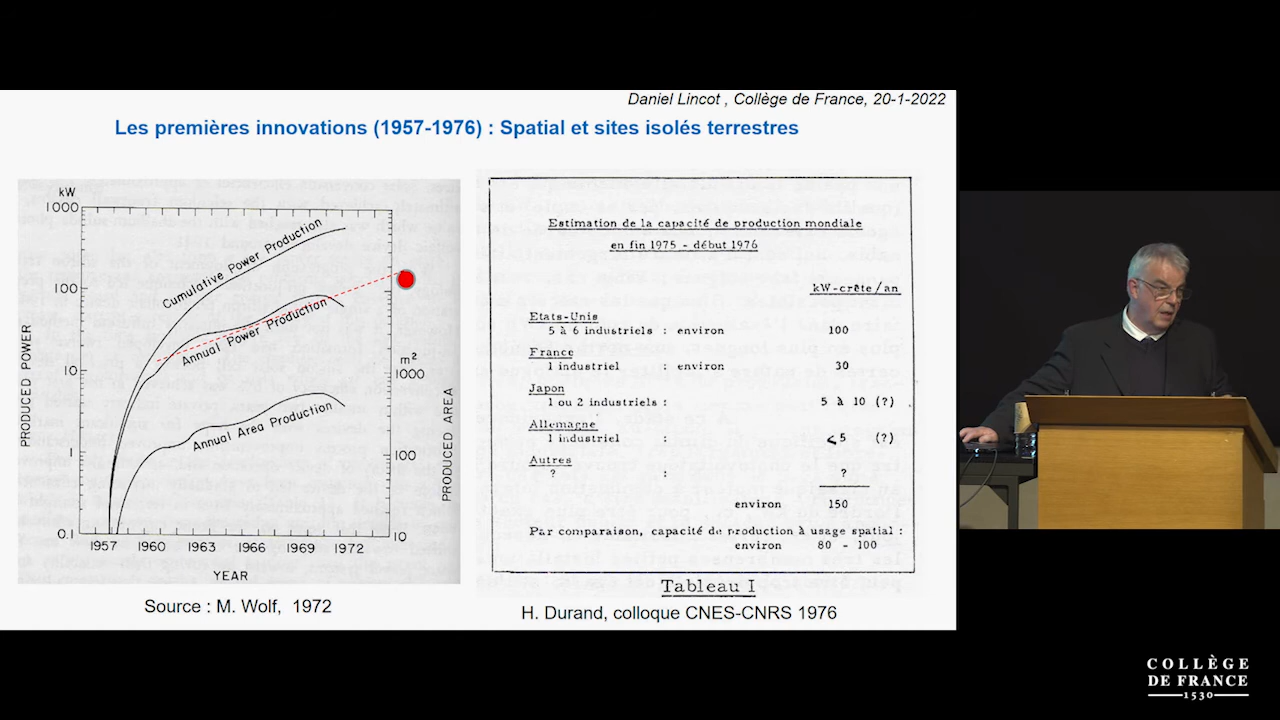 Daniel Lincot , Collège de France, 20-1-2022
Les premières innovations (1957-1976) : Spatial et sites isolés terrestres
kW
1000
100
10
1
0.1
PRODUCED POWER
Cumulative Power Production
Annual Power Production
Annual Area Production
m²
1000
100
10
PRODUCED AREA
1957 1960 1963 1966 1969 1972
YEAR
Source : M. Wolf, 1972
Estimation de la capacité de production mondiale
en fin 1975 - début 1976
kW-crête/an
Etats-Unis
5 à 6 industriels : environ 100
France
1 industriel : environ 30
Japon
1 ou 2 industriels : 5 à 10 (?)
Allemagne
1 industriel : <5 (?)
Autres
? : ?
environ 150
Par comparaison, capacité de production à usage spatial :
environ 80 - 100
Tableau I
H. Durand, colloque CNES-CNRS 1976
COLLÈGE
DE FRANCE
1530